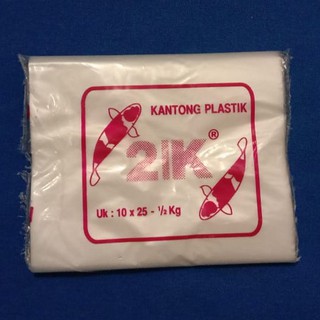 KANTONG PLASTIK
2IK®
Uk : 10 x 25 - ½ Kg